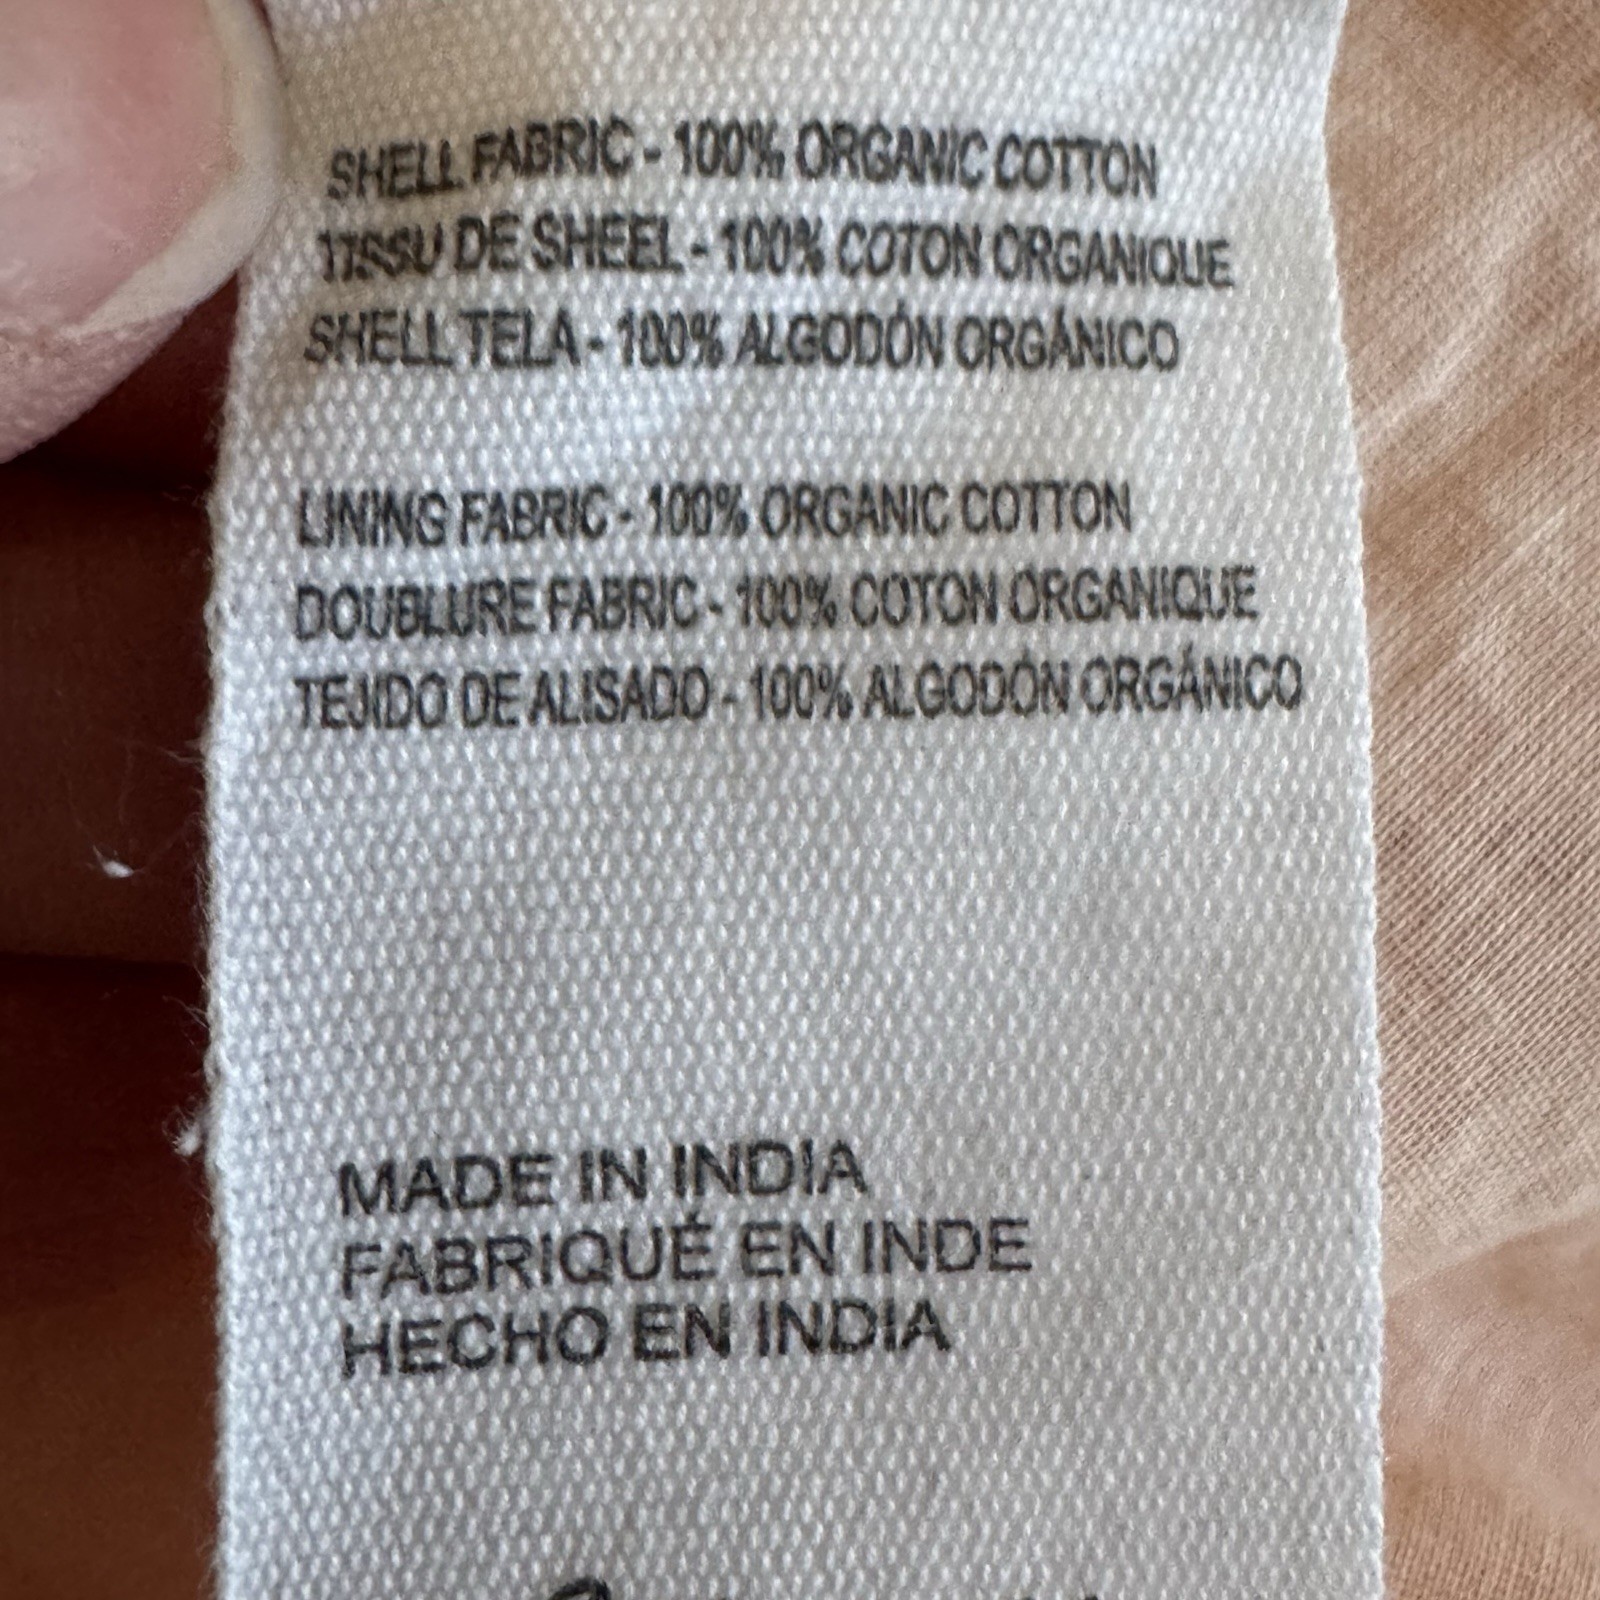 SHELL FABRIC - 100% ORGANIC COTTON
TISSU DE SHEEL - 100% COTON ORGANIQUE
SHELL TELA - 100% ALGODÓN ORGÁNICO
LINING FABRIC - 100% ORGANIC COTTON
DOUBLURE FABRIC - 100% COTON ORGANIQUE
TEJIDO DE ALISADO - 100% ALGODÓN ORGÁNICO
MADE IN INDIA
FABRIQUÉ EN INDE
HECHO EN INDIA